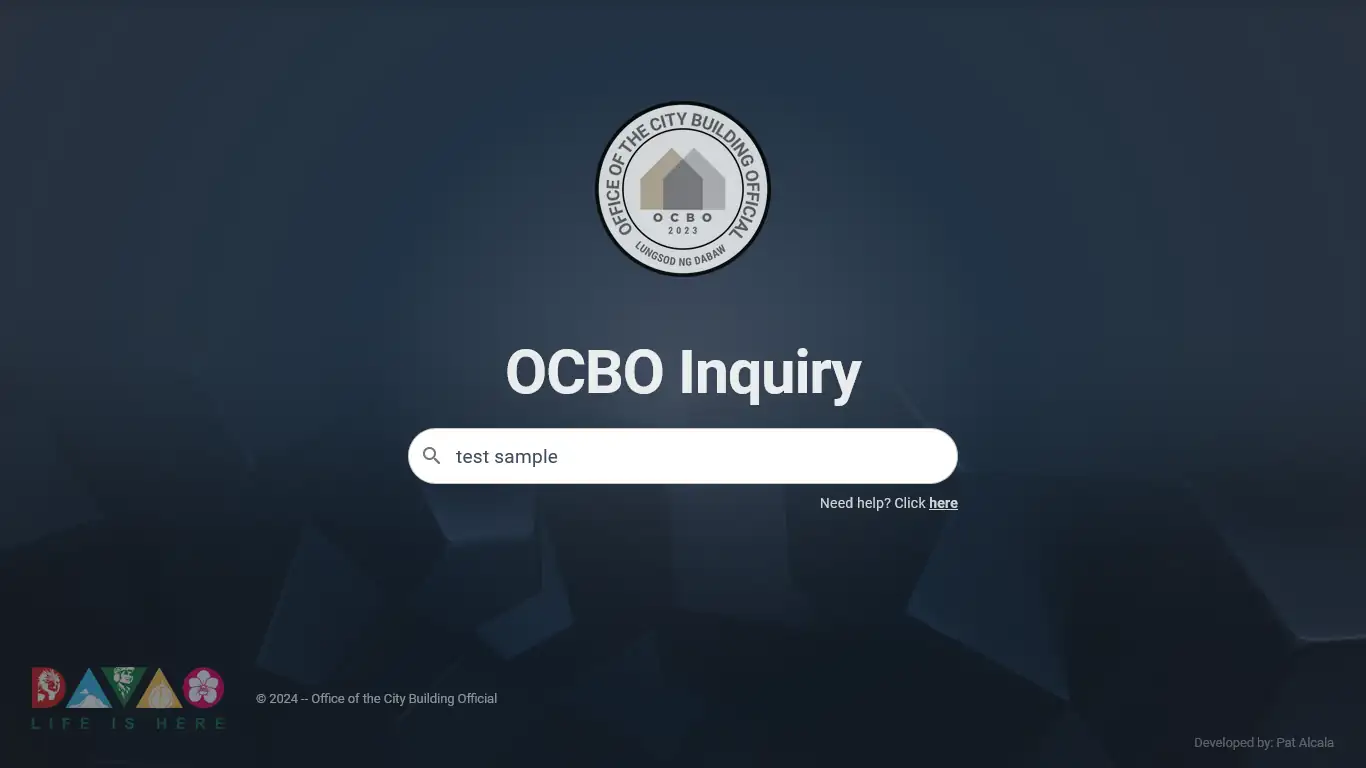 OFFICE OF THE CITY BUILDING OFFICIAL
OCBO
2023
LUNGSOD NG DABAW
OCBO Inquiry
test sample
Need help? Click here
DAVAO
LIFE IS HERE
© 2024 -- Office of the City Building Official
Developed by: Pat Alcala